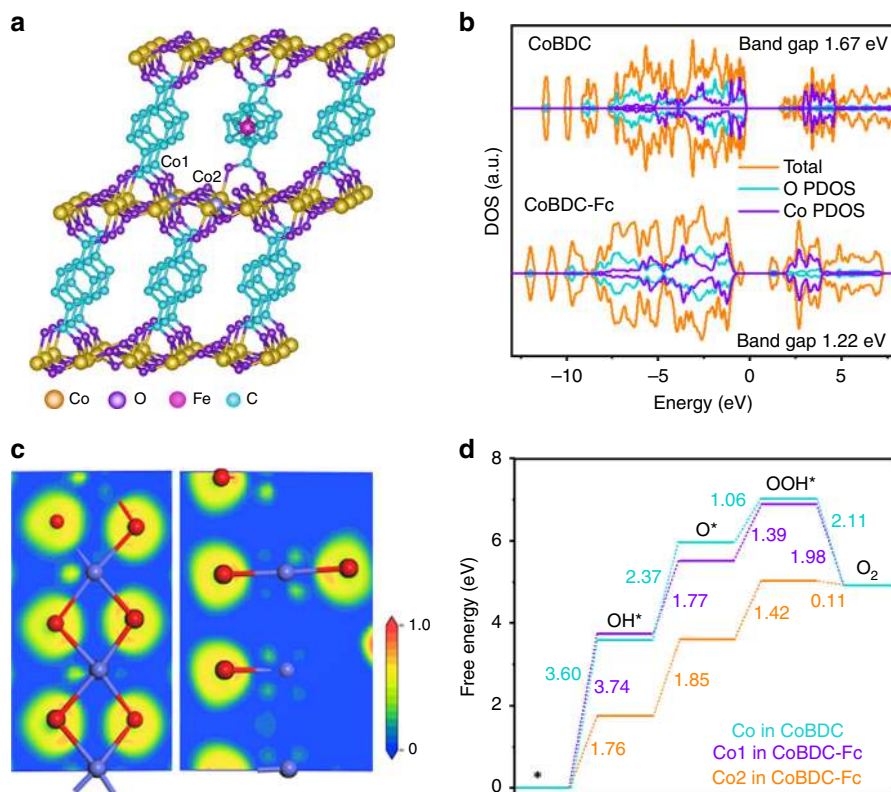 a
Co1
Co2
Co
O
Fe
C
b
CoBDC
Band gap 1.67 eV
Total
O PDOS
Co PDOS
CoBDC-Fc
Band gap 1.22 eV
DOS (a.u.)
−10
−5
0
5
Energy (eV)
c
1.0
0
d
8
6
4
2
0
Free energy (eV)
*
OH*
O*
OOH*
O2
3.60
3.74
1.76
2.37
1.77
1.85
1.06
1.39
1.42
2.11
1.98
0.11
Co in CoBDC
Co1 in CoBDC-Fc
Co2 in CoBDC-Fc